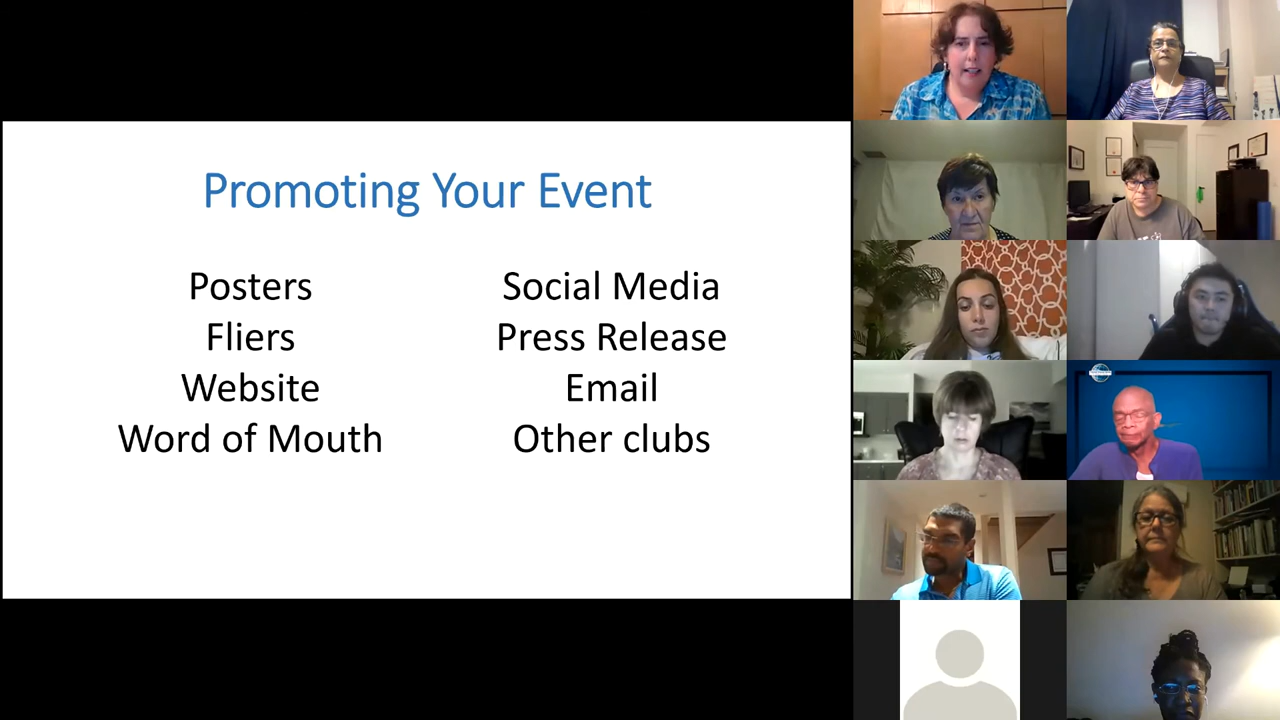 Promoting Your Event
Posters
Fliers
Website
Word of Mouth
Social Media
Press Release
Email
Other clubs